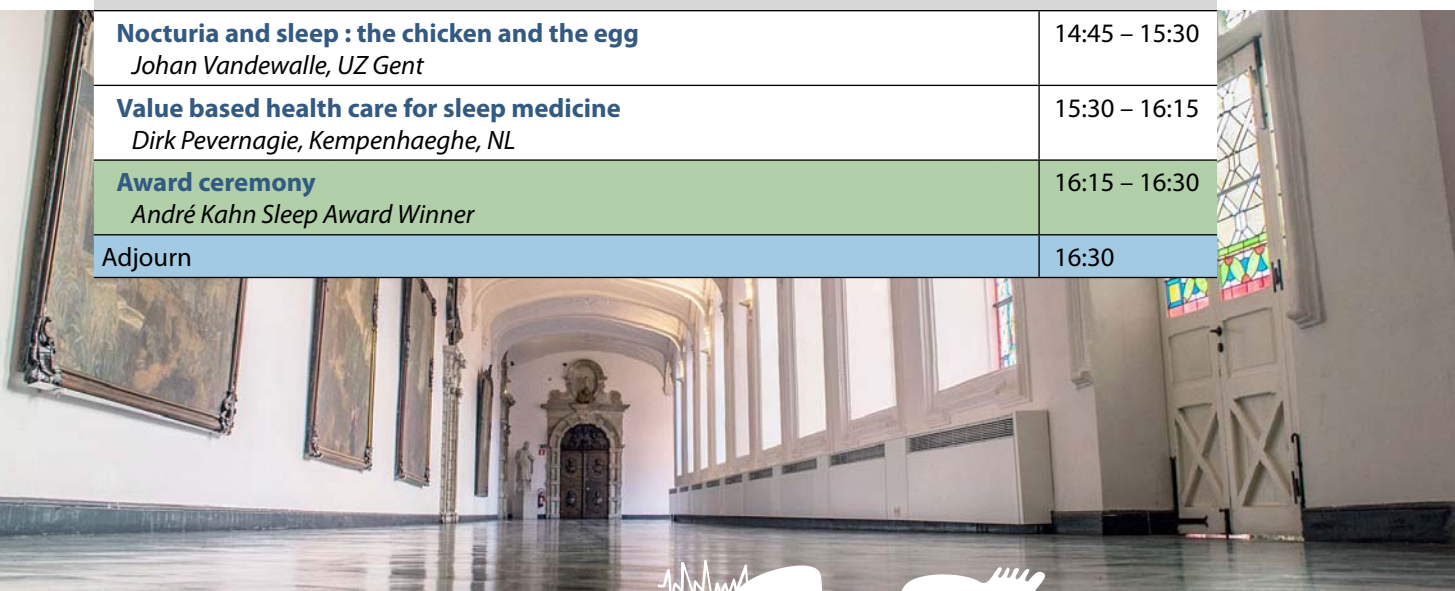 Nocturia and sleep : the chicken and the egg 14:45 – 15:30
Johan Vandewalle, UZ Gent
Value based health care for sleep medicine 15:30 – 16:15
Dirk Pevernagie, Kempenhaeghe, NL
Award ceremony 16:15 – 16:30
André Kahn Sleep Award Winner
Adjourn 16:30